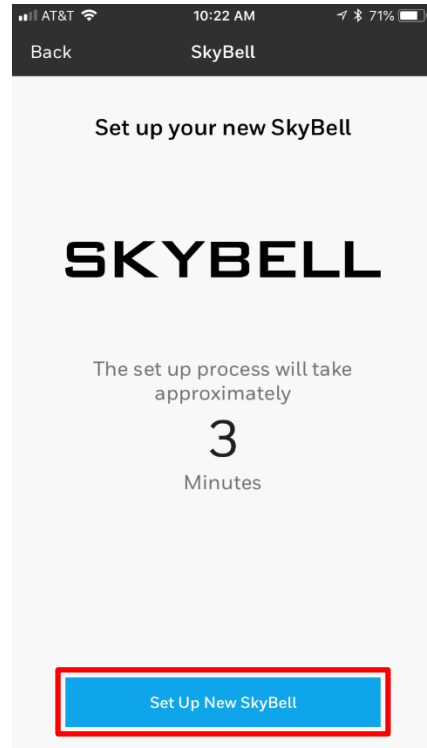 AT&T 10:22 AM 71%
Back SkyBell
Set up your new SkyBell
SKYBELL
The set up process will take
approximately
3
Minutes
Set Up New SkyBell